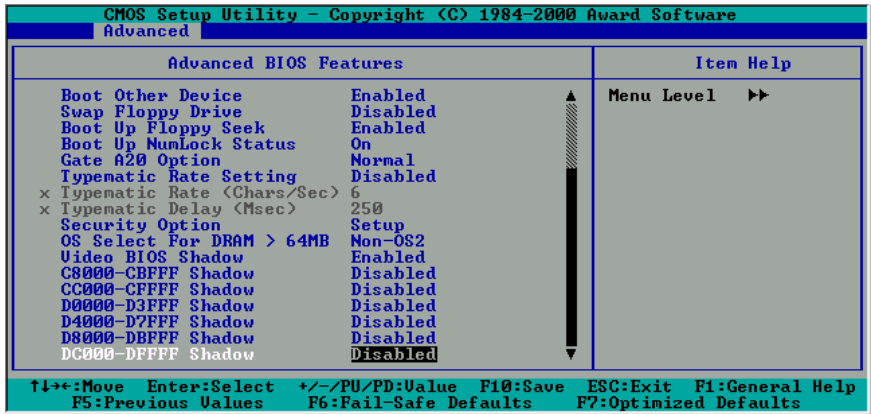 CMOS Setup Utility - Copyright (C) 1984-2000 Award Software
Advanced
Advanced BIOS Features
Item Help
Boot Other Device Enabled
Menu Level ▶▶
Swap Floppy Drive Disabled
Boot Up Floppy Seek Enabled
Boot Up NumLock Status On
Gate A20 Option Normal
Typematic Rate Setting Disabled
x Typematic Rate (Chars/Sec) 6
x Typematic Delay (Msec) 250
Security Option Setup
OS Select For DRAM > 64MB Non-OS2
Video BIOS Shadow Enabled
C8000-CBFFF Shadow Disabled
CC000-CFFFF Shadow Disabled
D0000-D3FFF Shadow Disabled
D4000-D7FFF Shadow Disabled
D8000-DBFFF Shadow Disabled
DC000-DFFFF Shadow Disabled
↑↓→←:Move Enter:Select +/-/PU/PD:Value F10:Save ESC:Exit F1:General Help
F5:Previous Values F6:Fail-Safe Defaults F7:Optimized Defaults